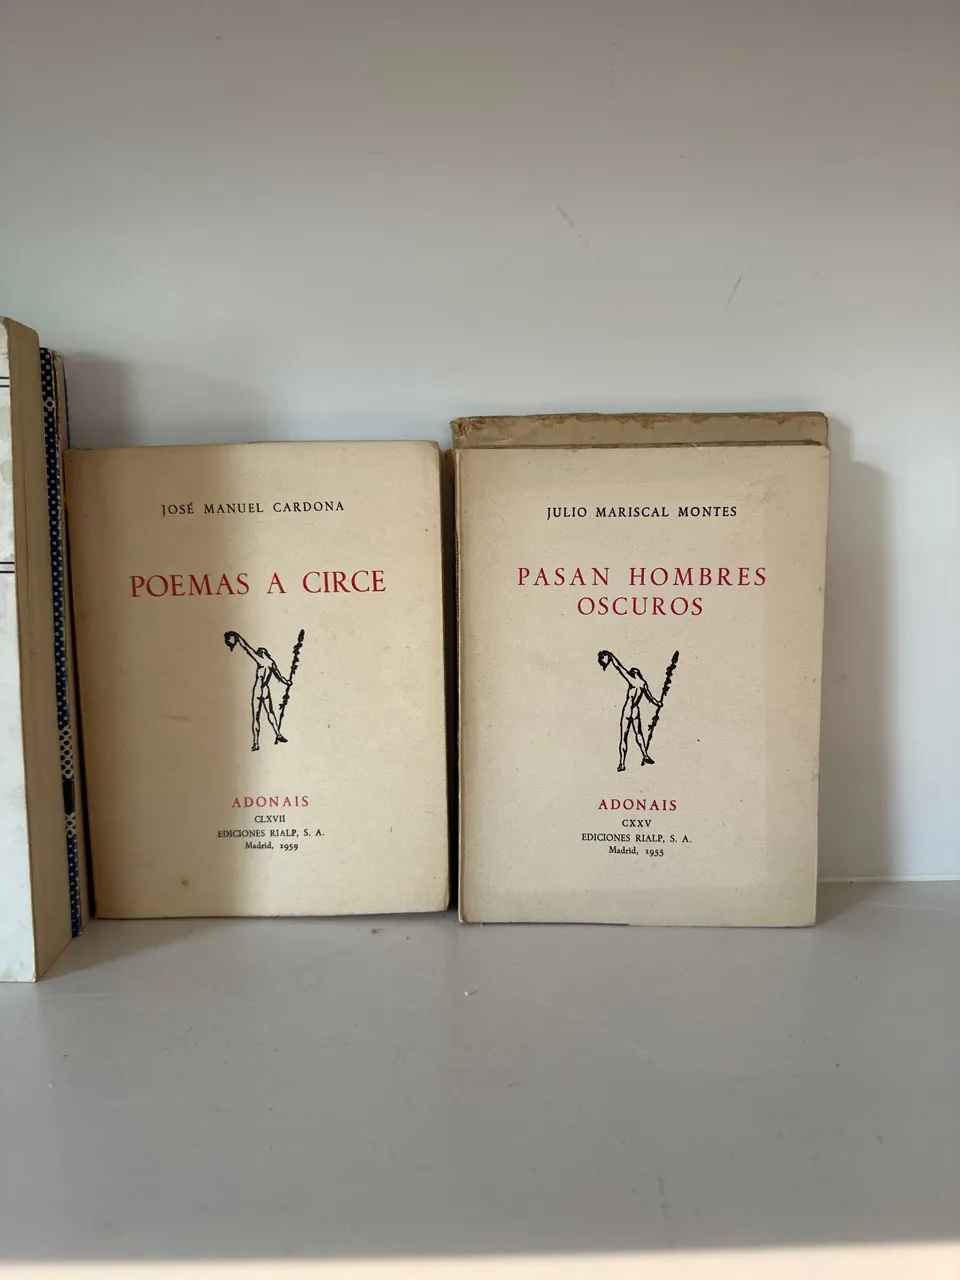 JOSÉ MANUEL CARDONA
POEMAS A CIRCE
ADONAIS
CLXVII
EDICIONES RIALP, S. A.
Madrid, 1959
JULIO MARISCAL MONTES
PASAN HOMBRES
OSCUROS
ADONAIS
CXXV
EDICIONES RIALP, S. A.
Madrid, 1955